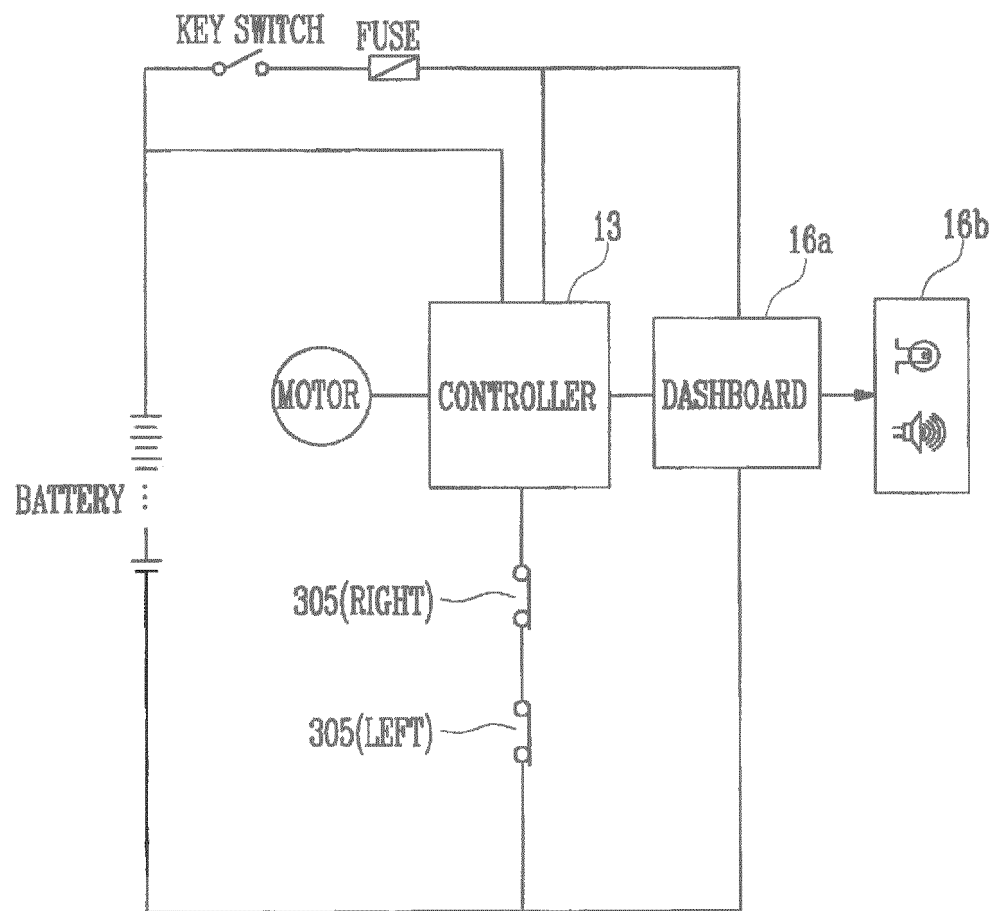 KEY SWITCH
FUSE
13
16a
16b
MOTOR
CONTROLLER
DASHBOARD
BATTERY
305(RIGHT)
305(LEFT)